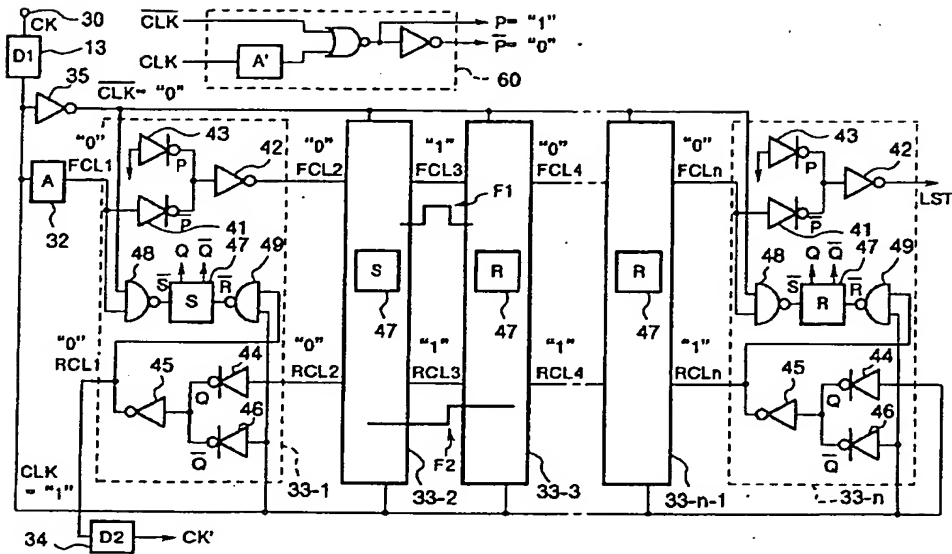 30
CK
D1
13
35
C̅L̅K̅
CLK
A'
P= "1"
P̅= "0"
60
C̅L̅K̅= "0"
"0"
FCL1
A
32
43
P
42
P̅
41
48
S̅
Q
Q̅
47
S
R̅
49
"0"
RCL1
45
Q
44
46
Q̅
33-1
CLK
= "1"
34
D2
CK'
"0"
FCL2
"0"
RCL2
S
47
33-2
"1"
FCL3
F1
"1"
RCL3
F2
R
47
33-3
"0"
FCL4
"1"
RCL4
R
47
33-n-1
"0"
FCLn
"1"
RCLn
43
P
42
LST
P̅
41
48
S̅
Q
Q̅
47
R
R̅
49
45
Q
44
46
Q̅
33-n